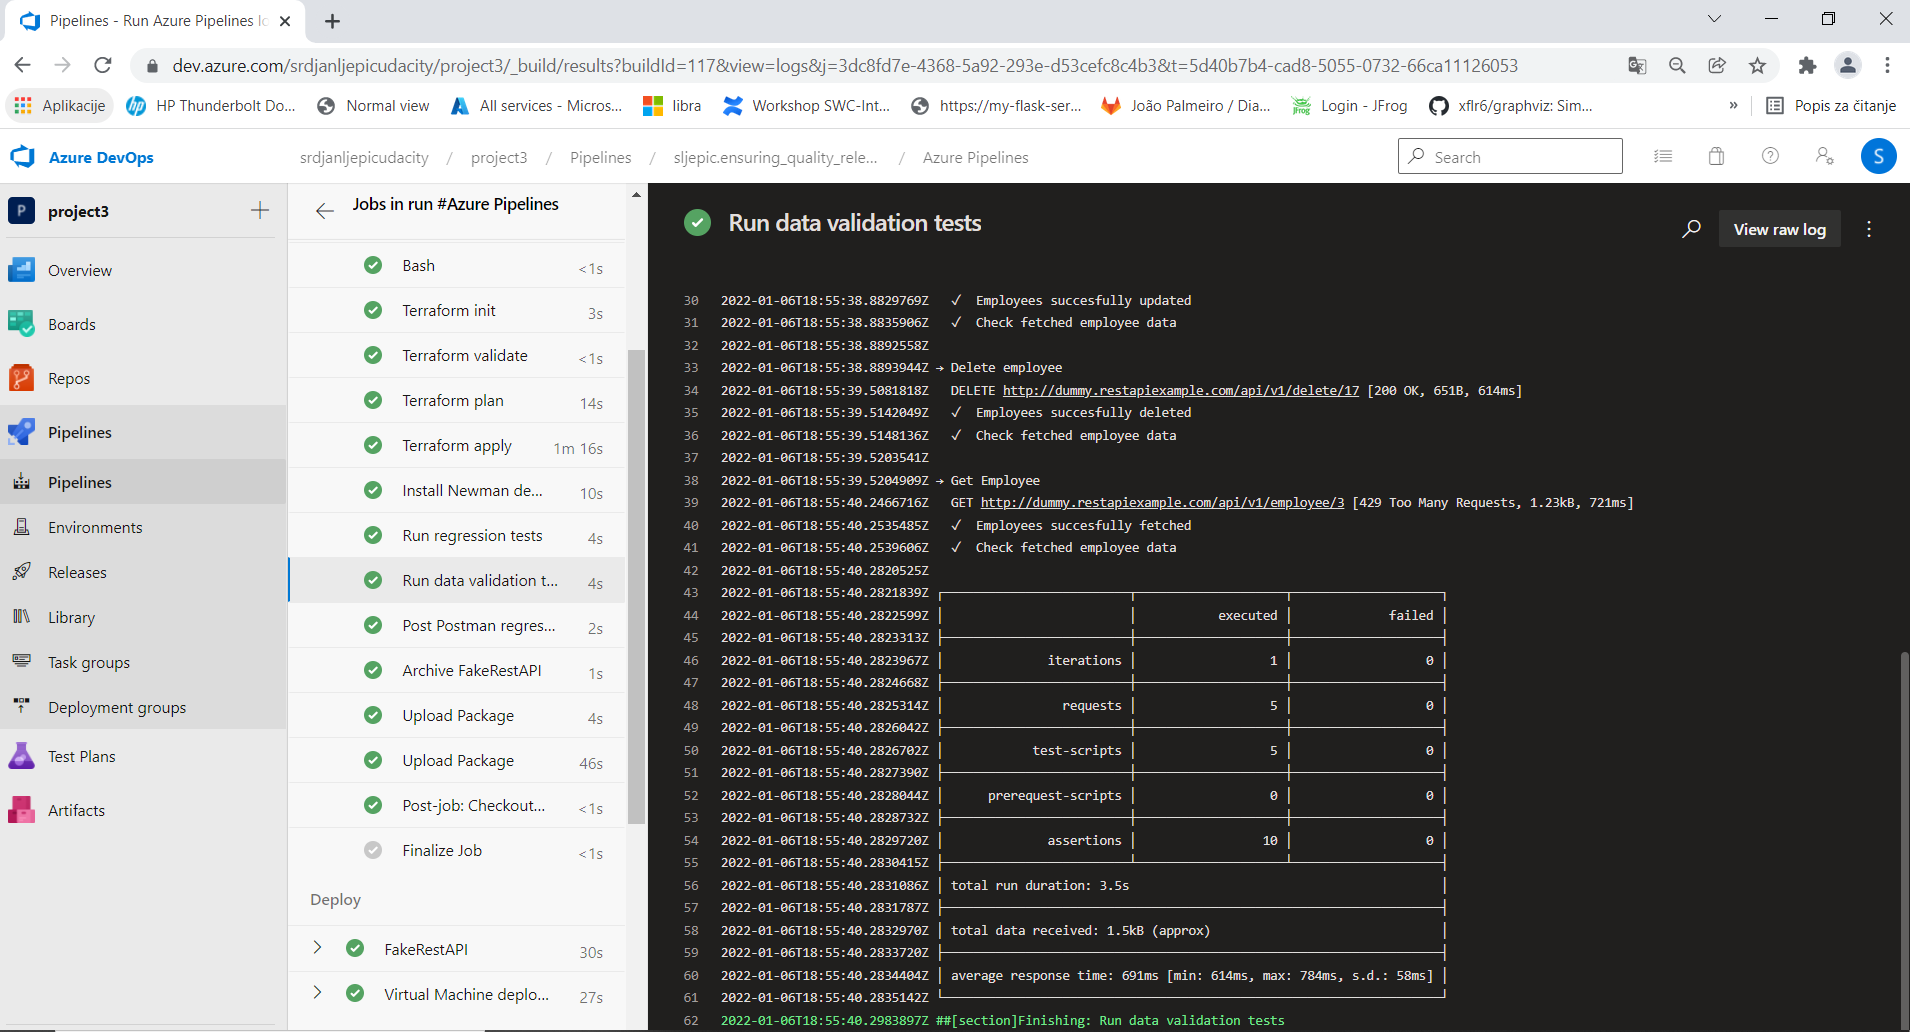 Pipelines - Run Azure Pipelines lo
dev.azure.com/srdjanljepicudacity/project3/_build/results?buildId=117&view=logs&j=3dc8fd7e-4368-5a92-293e-d53cefc8c4b3&t=5d40b7b4-cad8-5055-0732-66ca11126053
Aplikacije HP Thunderbolt Do... Normal view All services - Micros... libra Workshop SWC-Int... https://my-flask-ser... João Palmeiro / Dia... Login - JFrog xflr6/graphviz: Sim... » Popis za čitanje
Azure DevOps srdjanljepicudacity / project3 / Pipelines / sljepic.ensuring_quality_rele... / Azure Pipelines Search S
P project3
Overview
Boards
Repos
Pipelines
Pipelines
Environments
Releases
Library
Task groups
Deployment groups
Test Plans
Artifacts
Jobs in run #Azure Pipelines
Bash <1s
Terraform init 3s
Terraform validate <1s
Terraform plan 14s
Terraform apply 1m 16s
Install Newman de... 10s
Run regression tests 4s
Run data validation t... 4s
Post Postman regres... 2s
Archive FakeRestAPI 1s
Upload Package 4s
Upload Package 46s
Post-job: Checkout... <1s
Finalize Job <1s
Deploy
FakeRestAPI 30s
Virtual Machine deplo... 27s
Run data validation tests
View raw log
30 2022-01-06T18:55:38.8829769Z ✓ Employees succesfully updated
31 2022-01-06T18:55:38.8835906Z ✓ Check fetched employee data
32 2022-01-06T18:55:38.8892558Z
33 2022-01-06T18:55:38.8893944Z → Delete employee
34 2022-01-06T18:55:39.5081818Z DELETE http://dummy.restapiexample.com/api/v1/delete/17 [200 OK, 651B, 614ms]
35 2022-01-06T18:55:39.5142049Z ✓ Employees succesfully deleted
36 2022-01-06T18:55:39.5148136Z ✓ Check fetched employee data
37 2022-01-06T18:55:39.5203541Z
38 2022-01-06T18:55:39.5204909Z → Get Employee
39 2022-01-06T18:55:40.2466716Z GET http://dummy.restapiexample.com/api/v1/employee/3 [429 Too Many Requests, 1.23kB, 721ms]
40 2022-01-06T18:55:40.2535485Z ✓ Employees succesfully fetched
41 2022-01-06T18:55:40.2539606Z ✓ Check fetched employee data
42 2022-01-06T18:55:40.2820525Z
43 2022-01-06T18:55:40.2821839Z
44 2022-01-06T18:55:40.2822599Z executed failed
45 2022-01-06T18:55:40.2823313Z
46 2022-01-06T18:55:40.2823967Z iterations 1 0
47 2022-01-06T18:55:40.2824668Z
48 2022-01-06T18:55:40.2825314Z requests 5 0
49 2022-01-06T18:55:40.2826042Z
50 2022-01-06T18:55:40.2826702Z test-scripts 5 0
51 2022-01-06T18:55:40.2827390Z
52 2022-01-06T18:55:40.2828044Z prerequest-scripts 0 0
53 2022-01-06T18:55:40.2828732Z
54 2022-01-06T18:55:40.2829720Z assertions 10 0
55 2022-01-06T18:55:40.2830415Z
56 2022-01-06T18:55:40.2831086Z total run duration: 3.5s
57 2022-01-06T18:55:40.2831787Z
58 2022-01-06T18:55:40.2832970Z total data received: 1.5kB (approx)
59 2022-01-06T18:55:40.2833720Z
60 2022-01-06T18:55:40.2834404Z average response time: 691ms [min: 614ms, max: 784ms, s.d.: 58ms]
61 2022-01-06T18:55:40.2835142Z
62 2022-01-06T18:55:40.2983897Z ##[section]Finishing: Run data validation tests